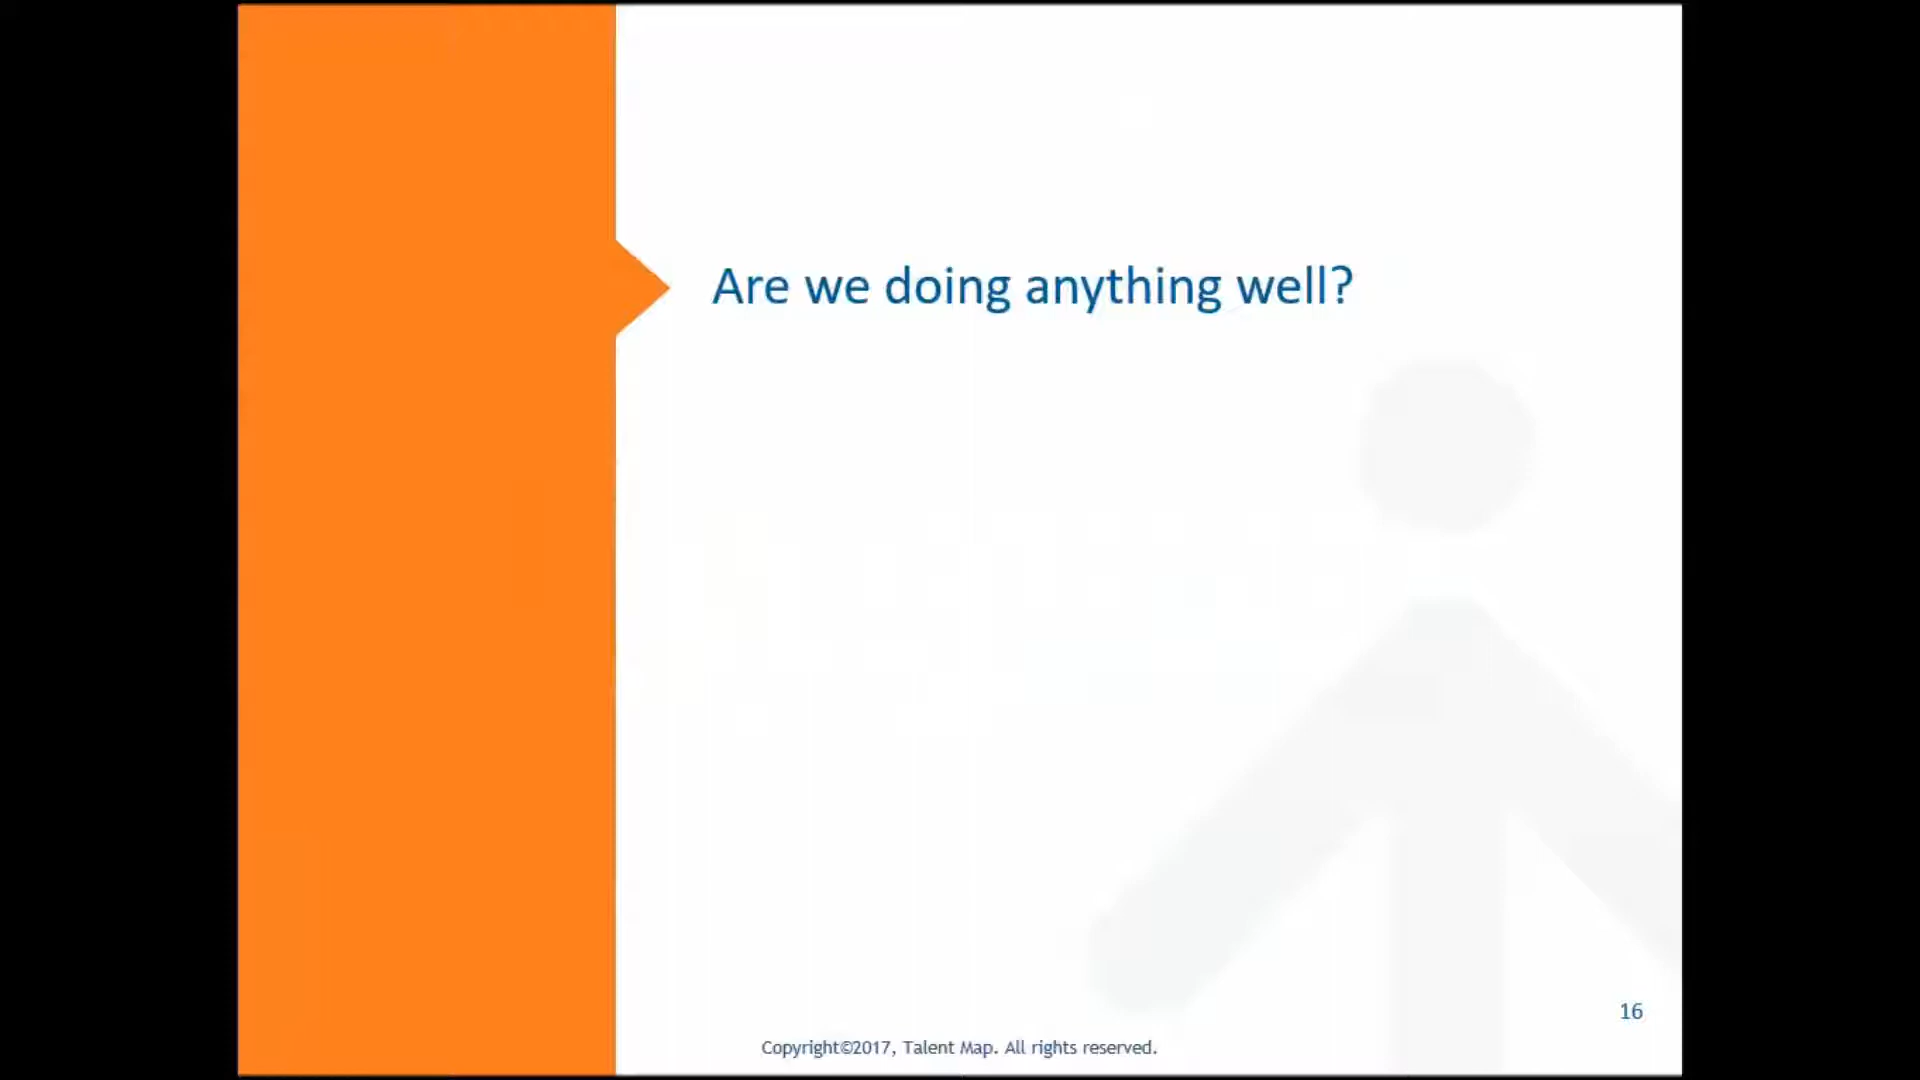 Are we doing anything well?
16
Copyright©2017, Talent Map. All rights reserved.